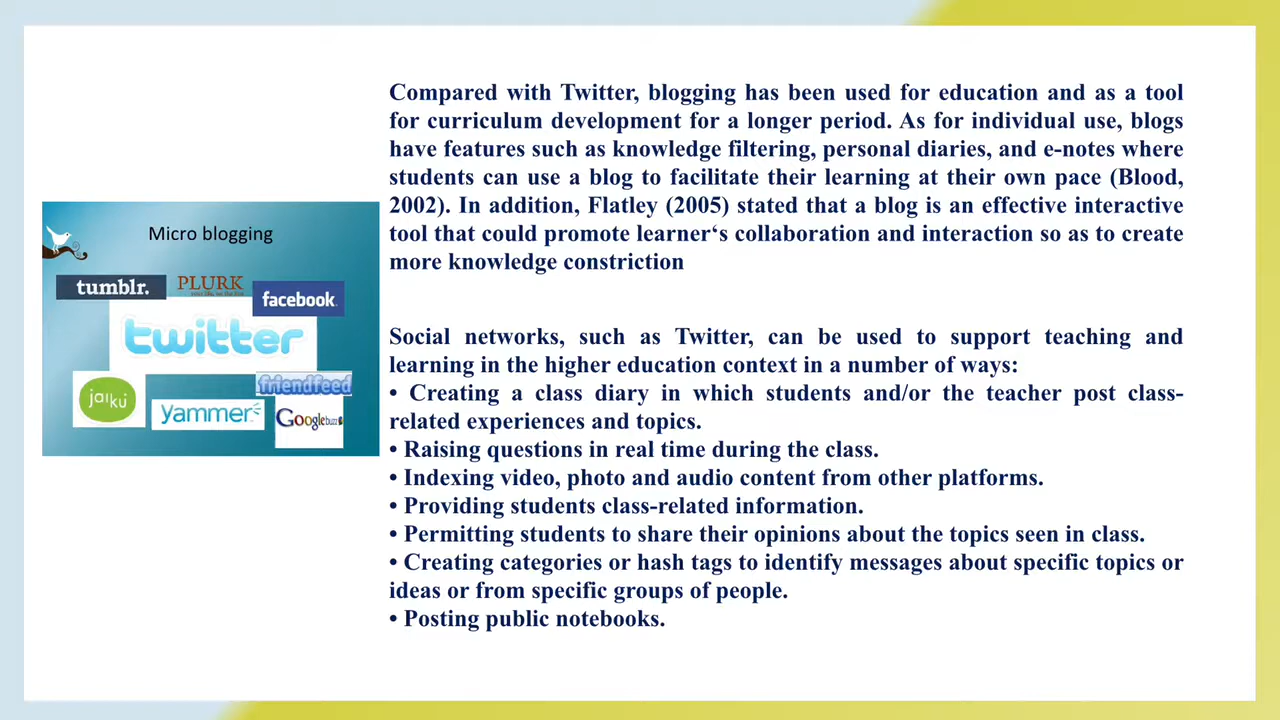 Compared with Twitter, blogging has been used for education and as a tool
for curriculum development for a longer period. As for individual use, blogs
have features such as knowledge filtering, personal diaries, and e-notes where
students can use a blog to facilitate their learning at their own pace (Blood,
2002). In addition, Flatley (2005) stated that a blog is an effective interactive
tool that could promote learner‘s collaboration and interaction so as to create
more knowledge constriction
Micro blogging
tumblr.
PLURK
facebook.
twitter
jaiku
friendfeed
yammer
Google buzz
Social networks, such as Twitter, can be used to support teaching and
learning in the higher education context in a number of ways:
• Creating a class diary in which students and/or the teacher post class-
related experiences and topics.
• Raising questions in real time during the class.
• Indexing video, photo and audio content from other platforms.
• Providing students class-related information.
• Permitting students to share their opinions about the topics seen in class.
• Creating categories or hash tags to identify messages about specific topics or
ideas or from specific groups of people.
• Posting public notebooks.